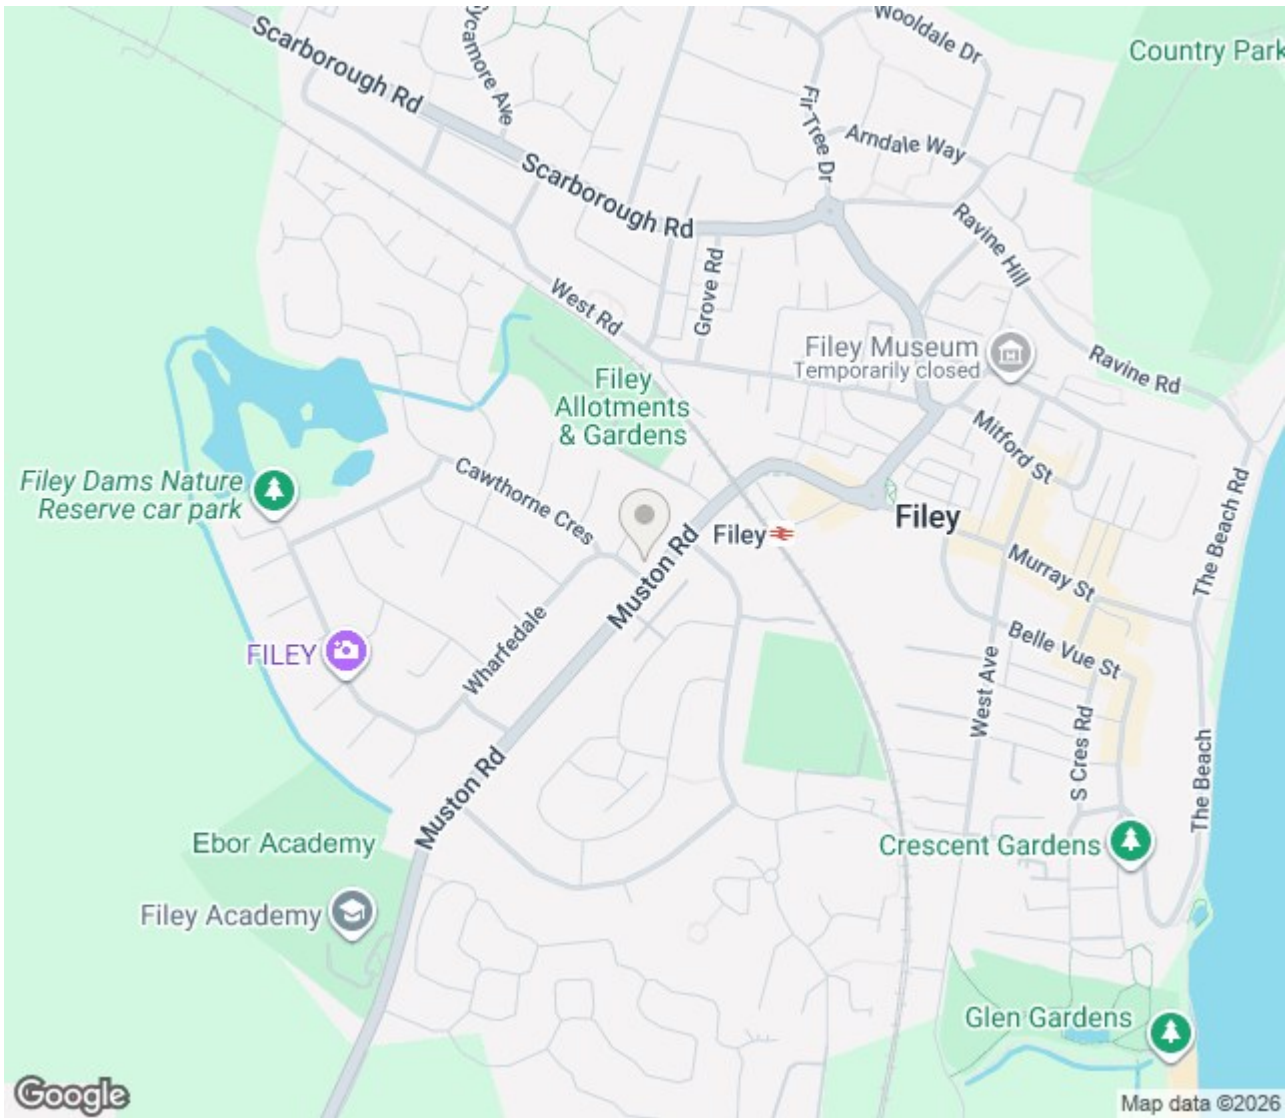 Wooldale Dr
Country Park
Sycamore Ave
Scarborough Rd
Fir Tree Dr
Arndale Way
Scarborough Rd
Ravine Hill
Grove Rd
West Rd
Filey Museum
Temporarily closed
Ravine Rd
Filey
Allotments
& Gardens
Mitford St
Filey Dams Nature
Reserve car park
Cawthorne Cres
Filey
Filey
Muston Rd
The Beach Rd
Murray St
Belle Vue St
FILEY
Wharfedale
West Ave
S Cres Rd
The Beach
Muston Rd
Ebor Academy
Crescent Gardens
Filey Academy
Glen Gardens
Google
Map data ©2026